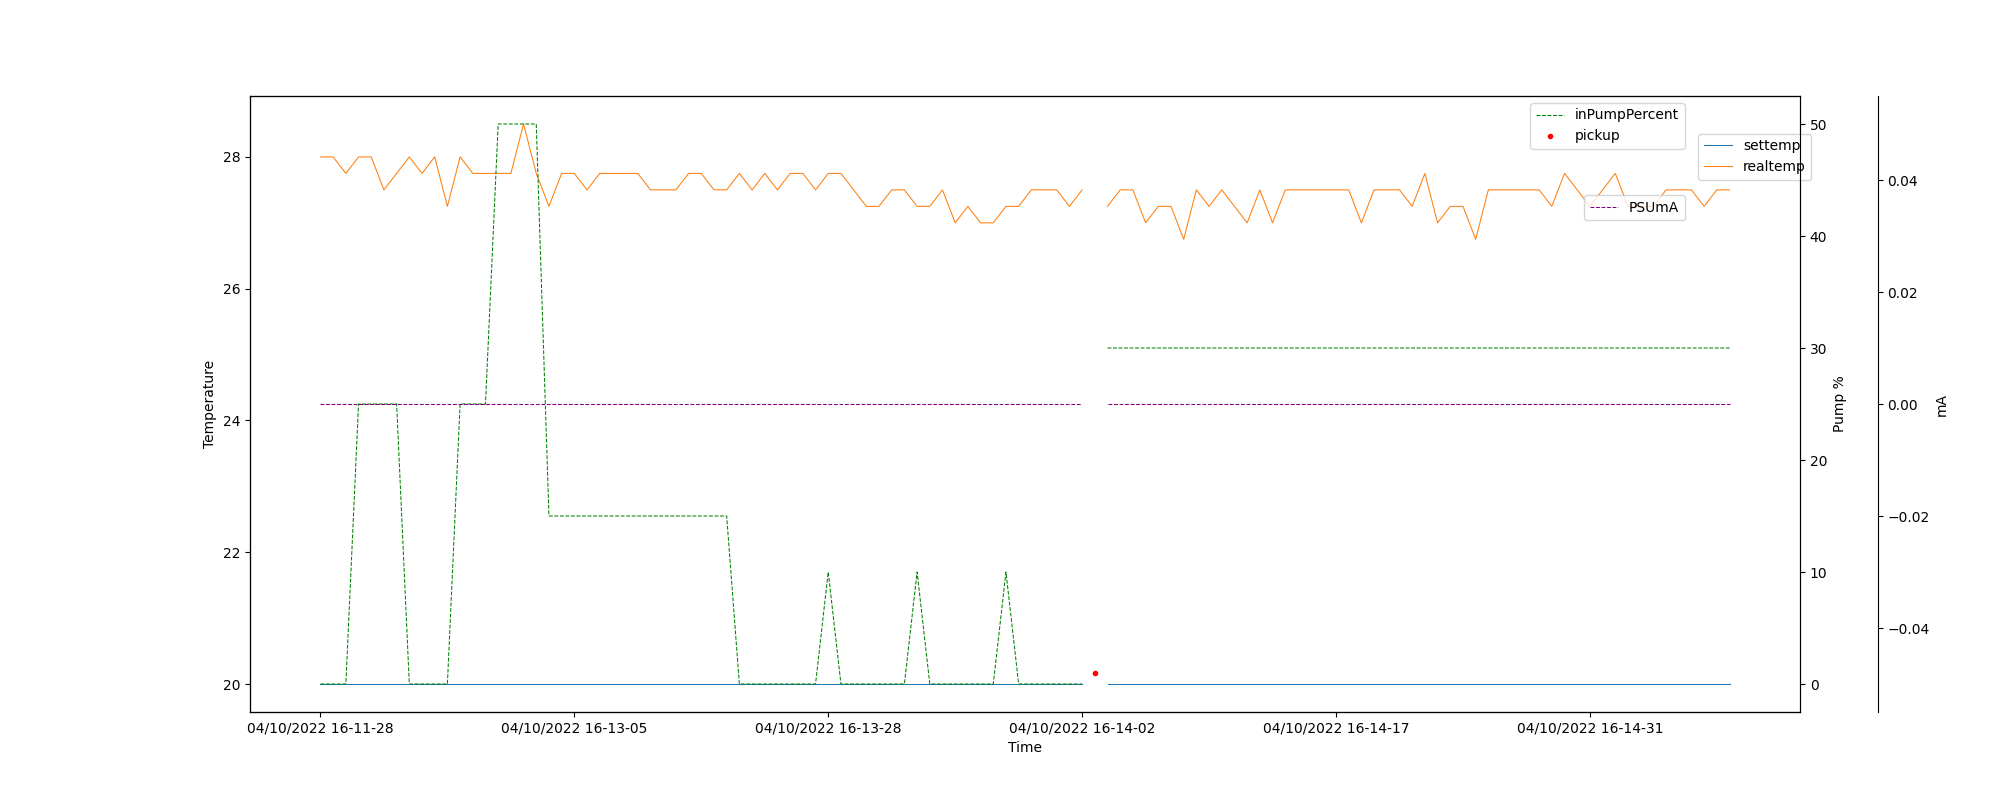 inPumpPercent
pickup
settemp
realtemp
PSUmA
28
26
24
22
20
Temperature
50
40
30
20
10
0
Pump %
0.04
0.02
0.00
−0.02
−0.04
mA
04/10/2022 16-11-28
04/10/2022 16-13-05
04/10/2022 16-13-28
04/10/2022 16-14-02
04/10/2022 16-14-17
04/10/2022 16-14-31
Time